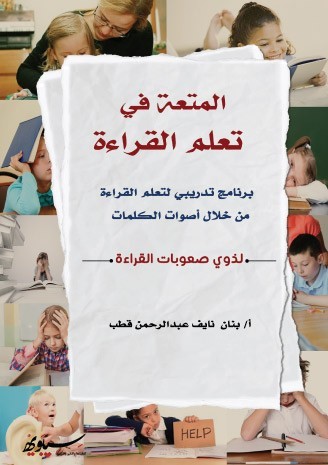 المتعة في
تعلم القراءة
برنامج تدريبي لتعلم القراءة
من خلال أصوات الكلمات
لذوي صعوبات القراءة
أ/ بنان نايف عبدالرحمن قطب
HELP